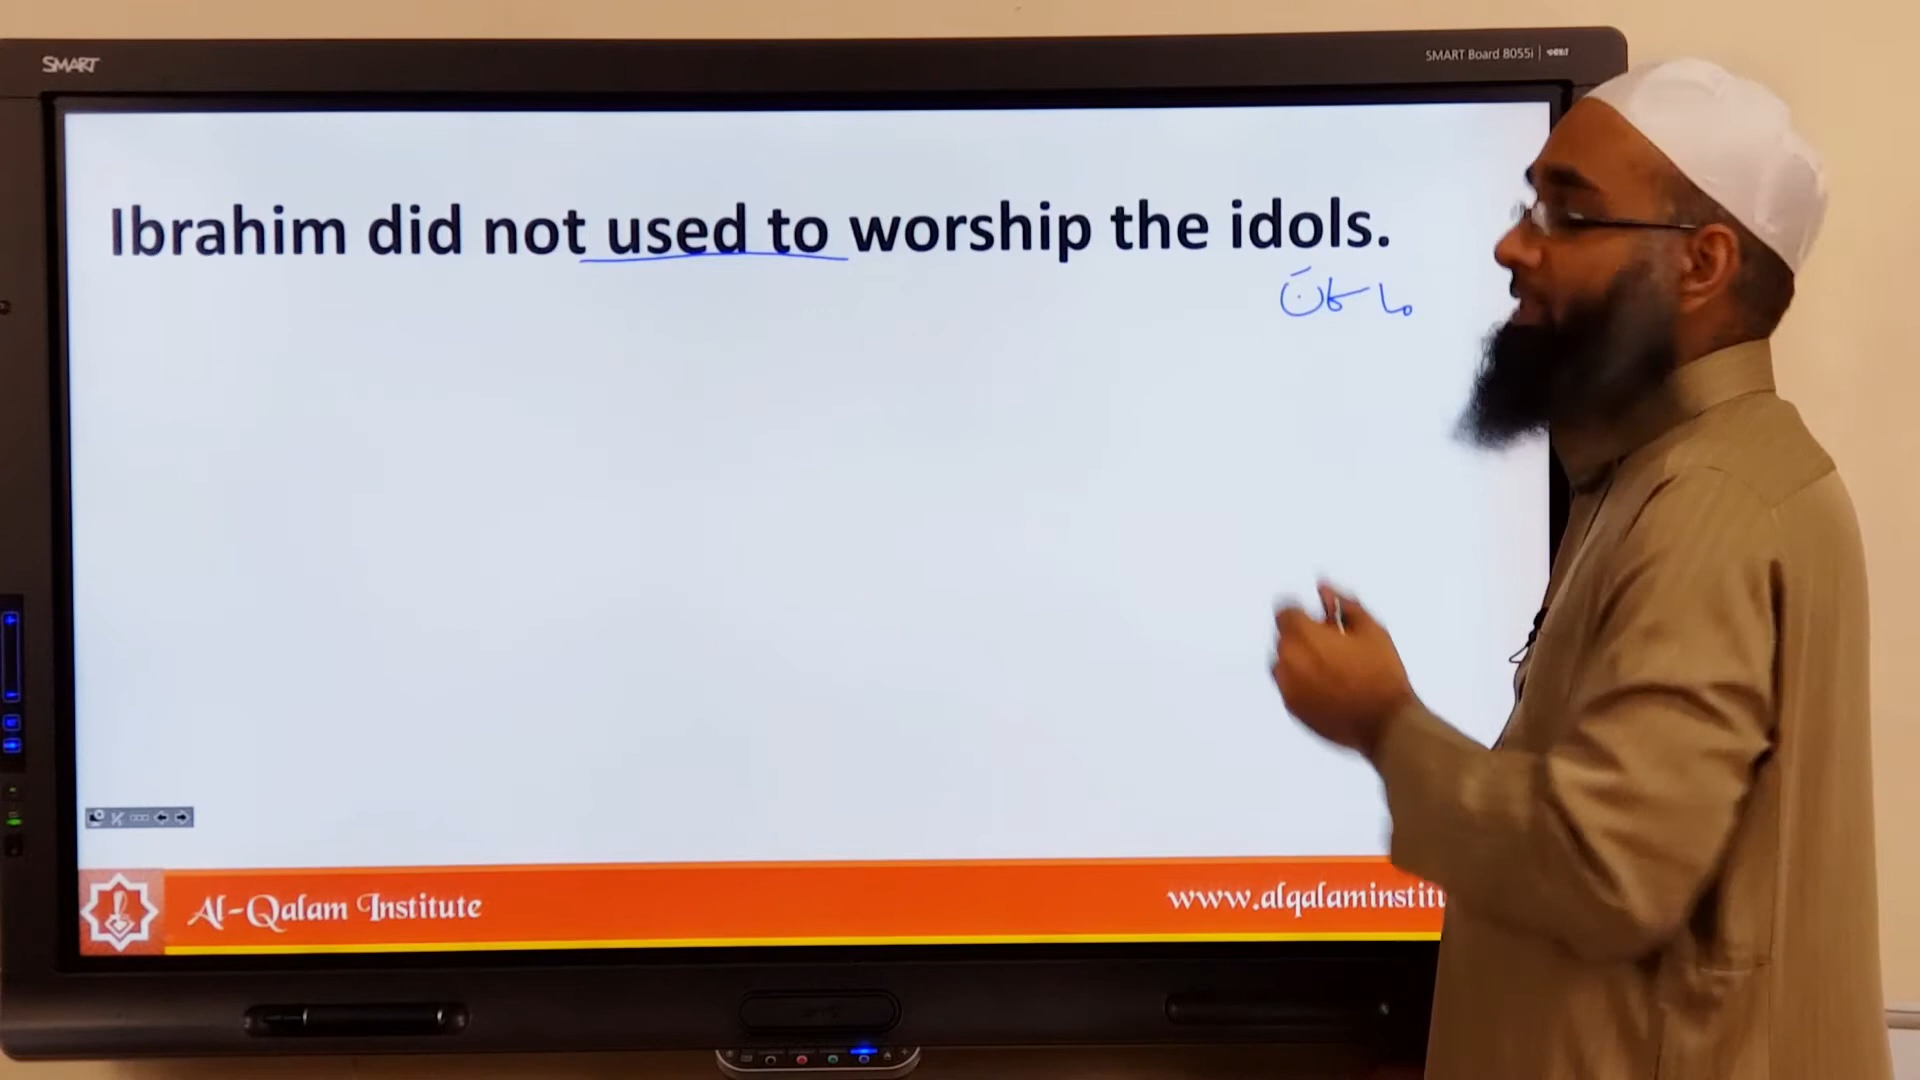 SMART
SMART Board 8055i
Ibrahim did not used to worship the idols.
ما كانَ
Al-Qalam Institute
www.alqalaminstitu